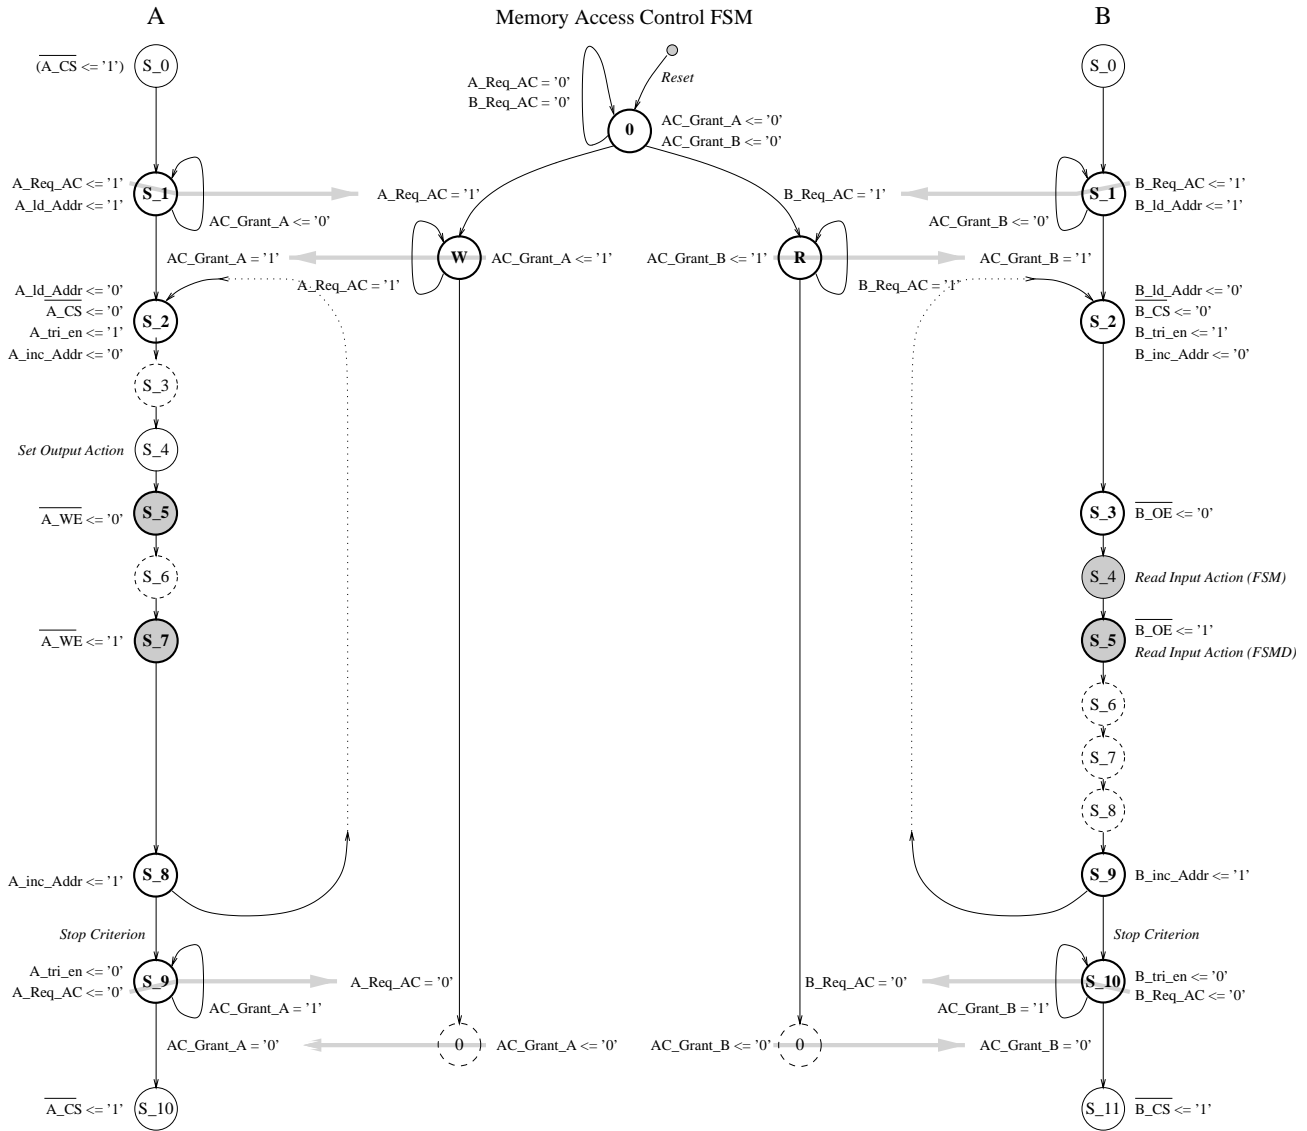 A
Memory Access Control FSM
B
(A_CS <= '1')
S_0
A_Req_AC = '0'
B_Req_AC = '0'
Reset
S_0
0
AC_Grant_A <= '0'
AC_Grant_B <= '0'
A_Req_AC <= '1'
A_ld_Addr <= '1'
S_1
AC_Grant_A <= '0'
A_Req_AC = '1'
B_Req_AC = '1'
AC_Grant_B <= '0'
S_1
B_Req_AC <= '1'
B_ld_Addr <= '1'
AC_Grant_A = '1'
W
AC_Grant_A <= '1'
A_Req_AC = '1'
AC_Grant_B <= '1'
R
B_Req_AC = '1'
AC_Grant_B = '1'
A_ld_Addr <= '0'
A_CS <= '0'
A_tri_en <= '1'
A_inc_Addr <= '0'
S_2
S_2
B_ld_Addr <= '0'
B_CS <= '0'
B_tri_en <= '1'
B_inc_Addr <= '0'
S_3
Set Output Action
S_4
A_WE <= '0'
S_5
S_3
B_OE <= '0'
S_6
S_4
Read Input Action (FSM)
A_WE <= '1'
S_7
S_5
B_OE <= '1'
Read Input Action (FSMD)
S_6
S_7
S_8
A_inc_Addr <= '1'
S_8
S_9
B_inc_Addr <= '1'
Stop Criterion
Stop Criterion
A_tri_en <= '0'
A_Req_AC <= '0'
S_9
AC_Grant_A = '1'
A_Req_AC = '0'
B_Req_AC = '0'
AC_Grant_B = '1'
S_10
B_tri_en <= '0'
B_Req_AC <= '0'
AC_Grant_A = '0'
0
AC_Grant_A <= '0'
AC_Grant_B <= '0'
0
AC_Grant_B = '0'
A_CS <= '1'
S_10
S_11
B_CS <= '1'